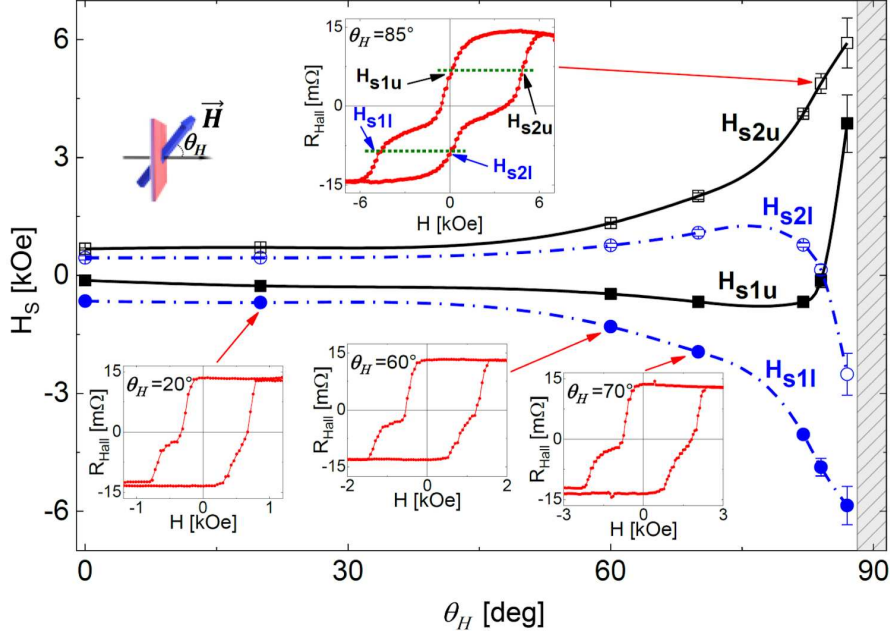 6
3
0
-3
-6
H_S [kOe]
0
30
60
90
θ_H [deg]
H⃗
θ_H
θ_H=85°
15
0
-15
R_Hall [mΩ]
-6
0
6
H [kOe]
H_s1u
H_s1l
H_s2u
H_s2l
H_s2u
H_s2l
H_s1u
H_s1l
θ_H=20°
15
0
-15
R_Hall [mΩ]
-1
0
1
H [kOe]
θ_H=60°
15
0
-15
R_Hall [mΩ]
-2
0
2
H [kOe]
θ_H=70°
15
0
-15
R_Hall [mΩ]
-3
0
3
H [kOe]